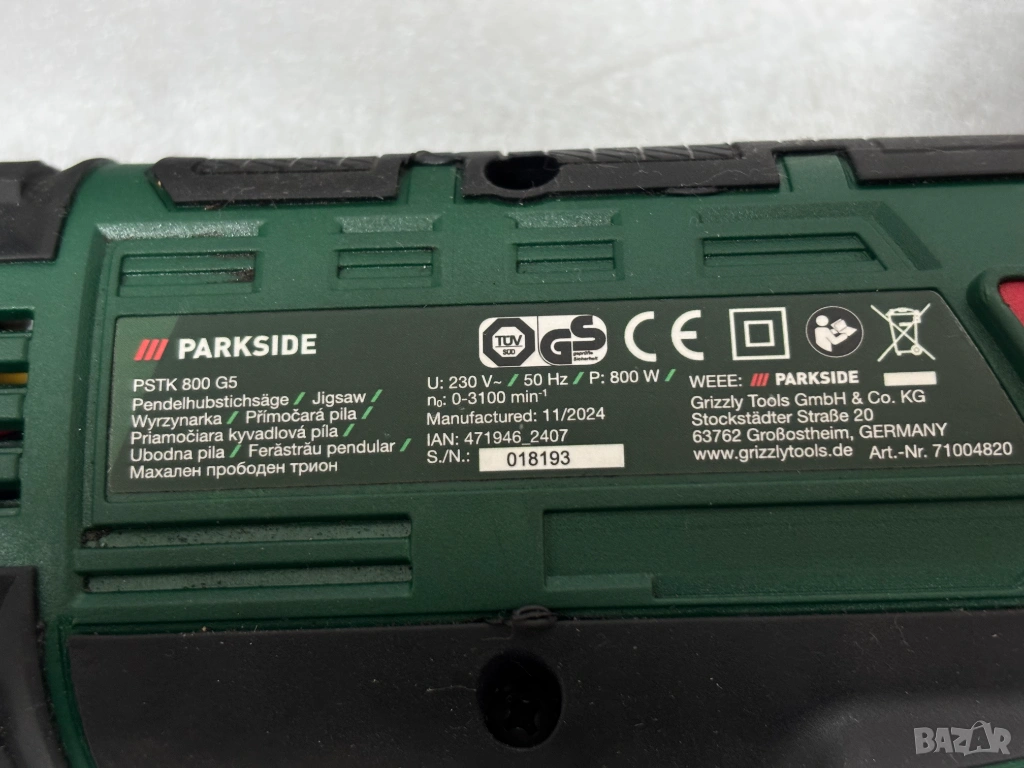 /// PARKSIDE
PSTK 800 G5
Pendelhubstichsäge / Jigsaw /
Wyrzynarka / Přímočará pila /
Priamočiara kyvadlová píla /
Ubodna pila / Ferăstrău pendular /
Махален прободен трион
TÜV
SÜD
GS
geprüfte
Sicherheit
CE
U: 230 V~ / 50 Hz / P: 800 W /
n₀: 0-3100 min⁻¹
Manufactured: 11/2024
IAN: 471946_2407
S./N.: 018193
WEEE: /// PARKSIDE
Grizzly Tools GmbH & Co. KG
Stockstädter Straße 20
63762 Großostheim, GERMANY
www.grizzlytools.de Art.-Nr. 71004820
BAZAR